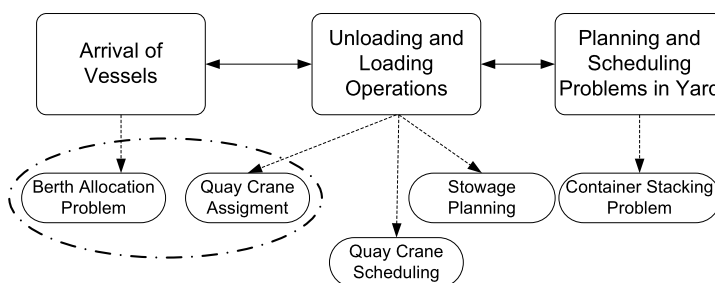 Arrival of
Vessels
Unloading and
Loading
Operations
Planning and
Scheduling
Problems in Yard
Berth Allocation
Problem
Quay Crane
Assigment
Stowage
Planning
Container Stacking
Problem
Quay Crane
Scheduling